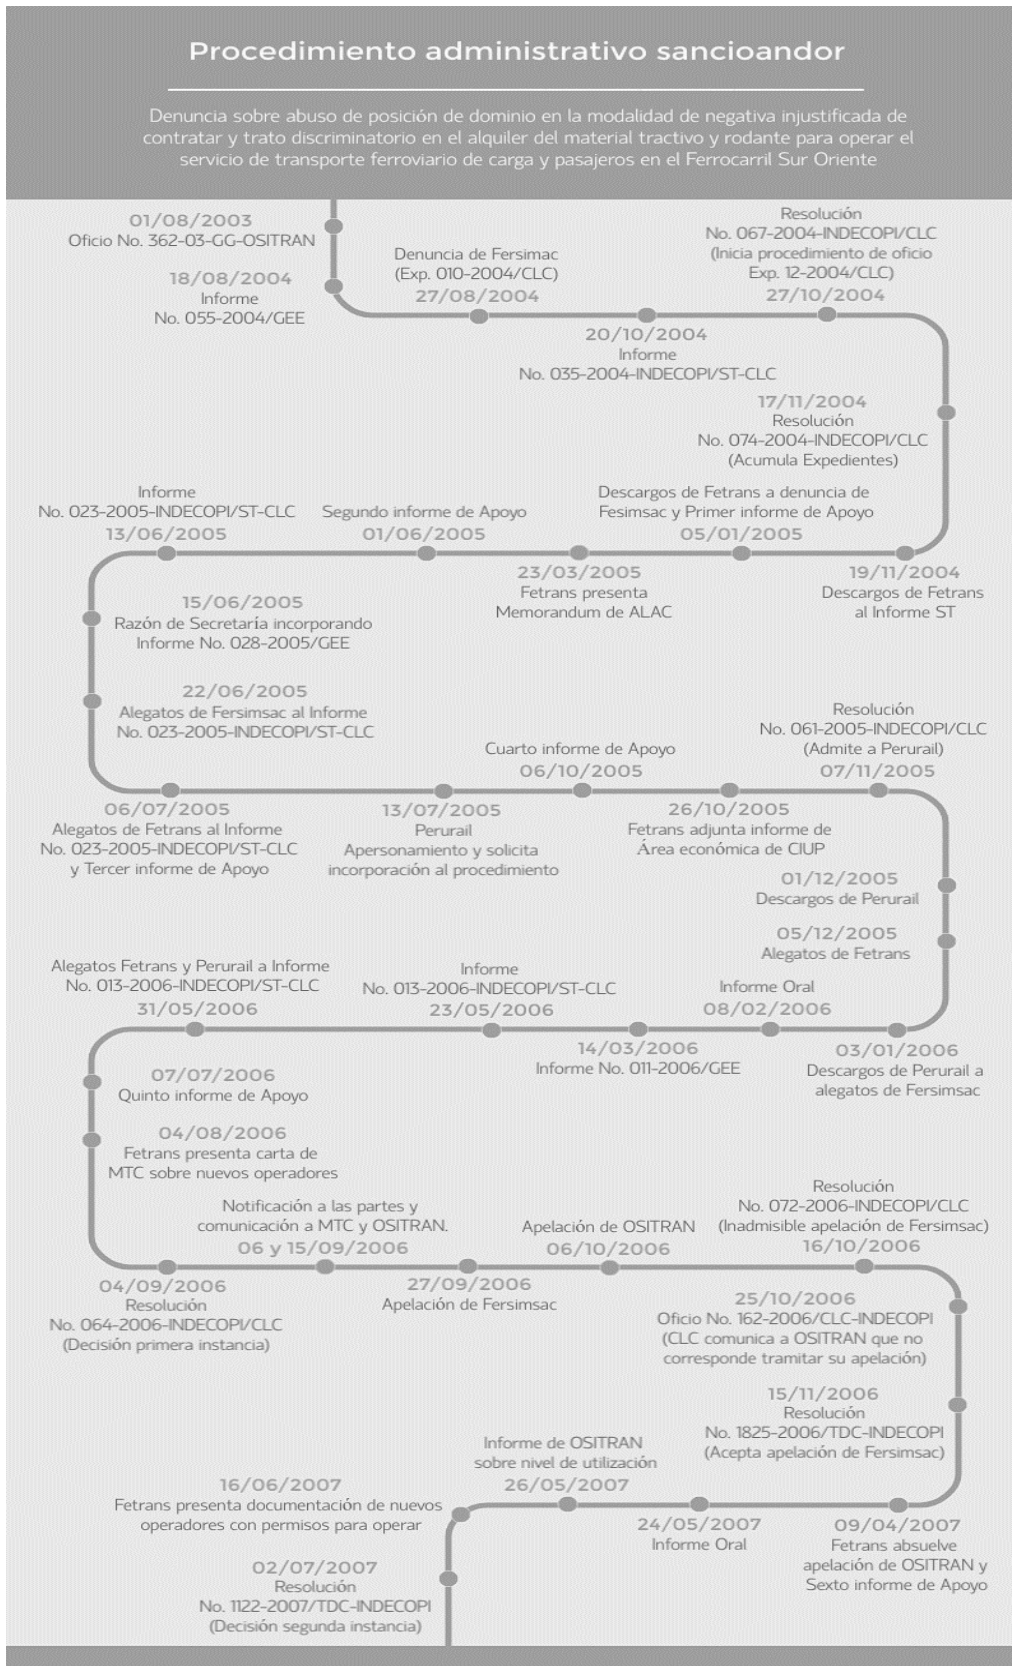 Procedimiento administrativo sancioandor
Denuncia sobre abuso de posición de dominio en la modalidad de negativa injustificada de
contratar y trato discriminatorio en el alquiler del material tractivo y rodante para operar el
servicio de transporte ferroviario de carga y pasajeros en el Ferrocarril Sur Oriente
01/08/2003
Oficio No. 362-03-GG-OSITRAN
18/08/2004
Informe
No. 055-2004/GEE
Denuncia de Fersimac
(Exp. 010-2004/CLC)
27/08/2004
20/10/2004
Informe
No. 035-2004-INDECOPI/ST-CLC
Resolución
No. 067-2004-INDECOPI/CLC
(Inicia procedimiento de oficio
Exp. 12-2004/CLC)
27/10/2004
17/11/2004
Resolución
No. 074-2004-INDECOPI/CLC
(Acumula Expedientes)
19/11/2004
Descargos de Fetrans
al Informe ST
Descargos de Fetrans a denuncia de
Fesimsac y Primer informe de Apoyo
05/01/2005
23/03/2005
Fetrans presenta
Memorandum de ALAC
Segundo informe de Apoyo
01/06/2005
Informe
No. 023-2005-INDECOPI/ST-CLC
13/06/2005
15/06/2005
Razón de Secretaría incorporando
Informe No. 028-2005/GEE
22/06/2005
Alegatos de Fersimsac al Informe
No. 023-2005-INDECOPI/ST-CLC
06/07/2005
Alegatos de Fetrans al Informe
No. 023-2005-INDECOPI/ST-CLC
y Tercer informe de Apoyo
13/07/2005
Perurail
Apersonamiento y solicita
incorporación al procedimiento
Cuarto informe de Apoyo
06/10/2005
26/10/2005
Fetrans adjunta informe de
Área económica de CIUP
Resolución
No. 061-2005-INDECOPI/CLC
(Admite a Perurail)
07/11/2005
01/12/2005
Descargos de Perurail
05/12/2005
Alegatos de Fetrans
03/01/2006
Descargos de Perurail a
alegatos de Fersimsac
Informe Oral
08/02/2006
14/03/2006
Informe No. 011-2006/GEE
Informe
No. 013-2006-INDECOPI/ST-CLC
23/05/2006
Alegatos Fetrans y Perurail a Informe
No. 013-2006-INDECOPI/ST-CLC
31/05/2006
07/07/2006
Quinto informe de Apoyo
04/08/2006
Fetrans presenta carta de
MTC sobre nuevos operadores
04/09/2006
Resolución
No. 064-2006-INDECOPI/CLC
(Decisión primera instancia)
Notificación a las partes y
comunicación a MTC y OSITRAN.
06 y 15/09/2006
27/09/2006
Apelación de Fersimsac
Apelación de OSITRAN
06/10/2006
Resolución
No. 072-2006-INDECOPI/CLC
(Inadmisible apelación de Fersimsac)
16/10/2006
25/10/2006
Oficio No. 162-2006/CLC-INDECOPI
(CLC comunica a OSITRAN que no
corresponde tramitar su apelación)
15/11/2006
Resolución
No. 1825-2006/TDC-INDECOPI
(Acepta apelación de Fersimsac)
09/04/2007
Fetrans absuelve
apelación de OSITRAN y
Sexto informe de Apoyo
24/05/2007
Informe Oral
Informe de OSITRAN
sobre nivel de utilización
26/05/2007
16/06/2007
Fetrans presenta documentación de nuevos
operadores con permisos para operar
02/07/2007
Resolución
No. 1122-2007/TDC-INDECOPI
(Decisión segunda instancia)